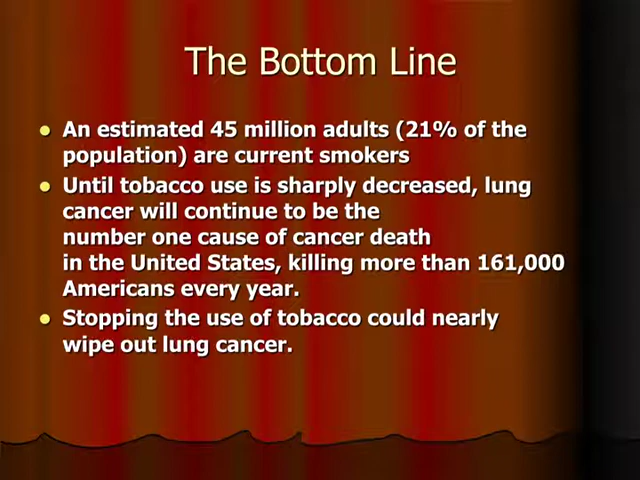 The Bottom Line
An estimated 45 million adults (21% of the
population) are current smokers
Until tobacco use is sharply decreased, lung
cancer will continue to be the
number one cause of cancer death
in the United States, killing more than 161,000
Americans every year.
Stopping the use of tobacco could nearly
wipe out lung cancer.